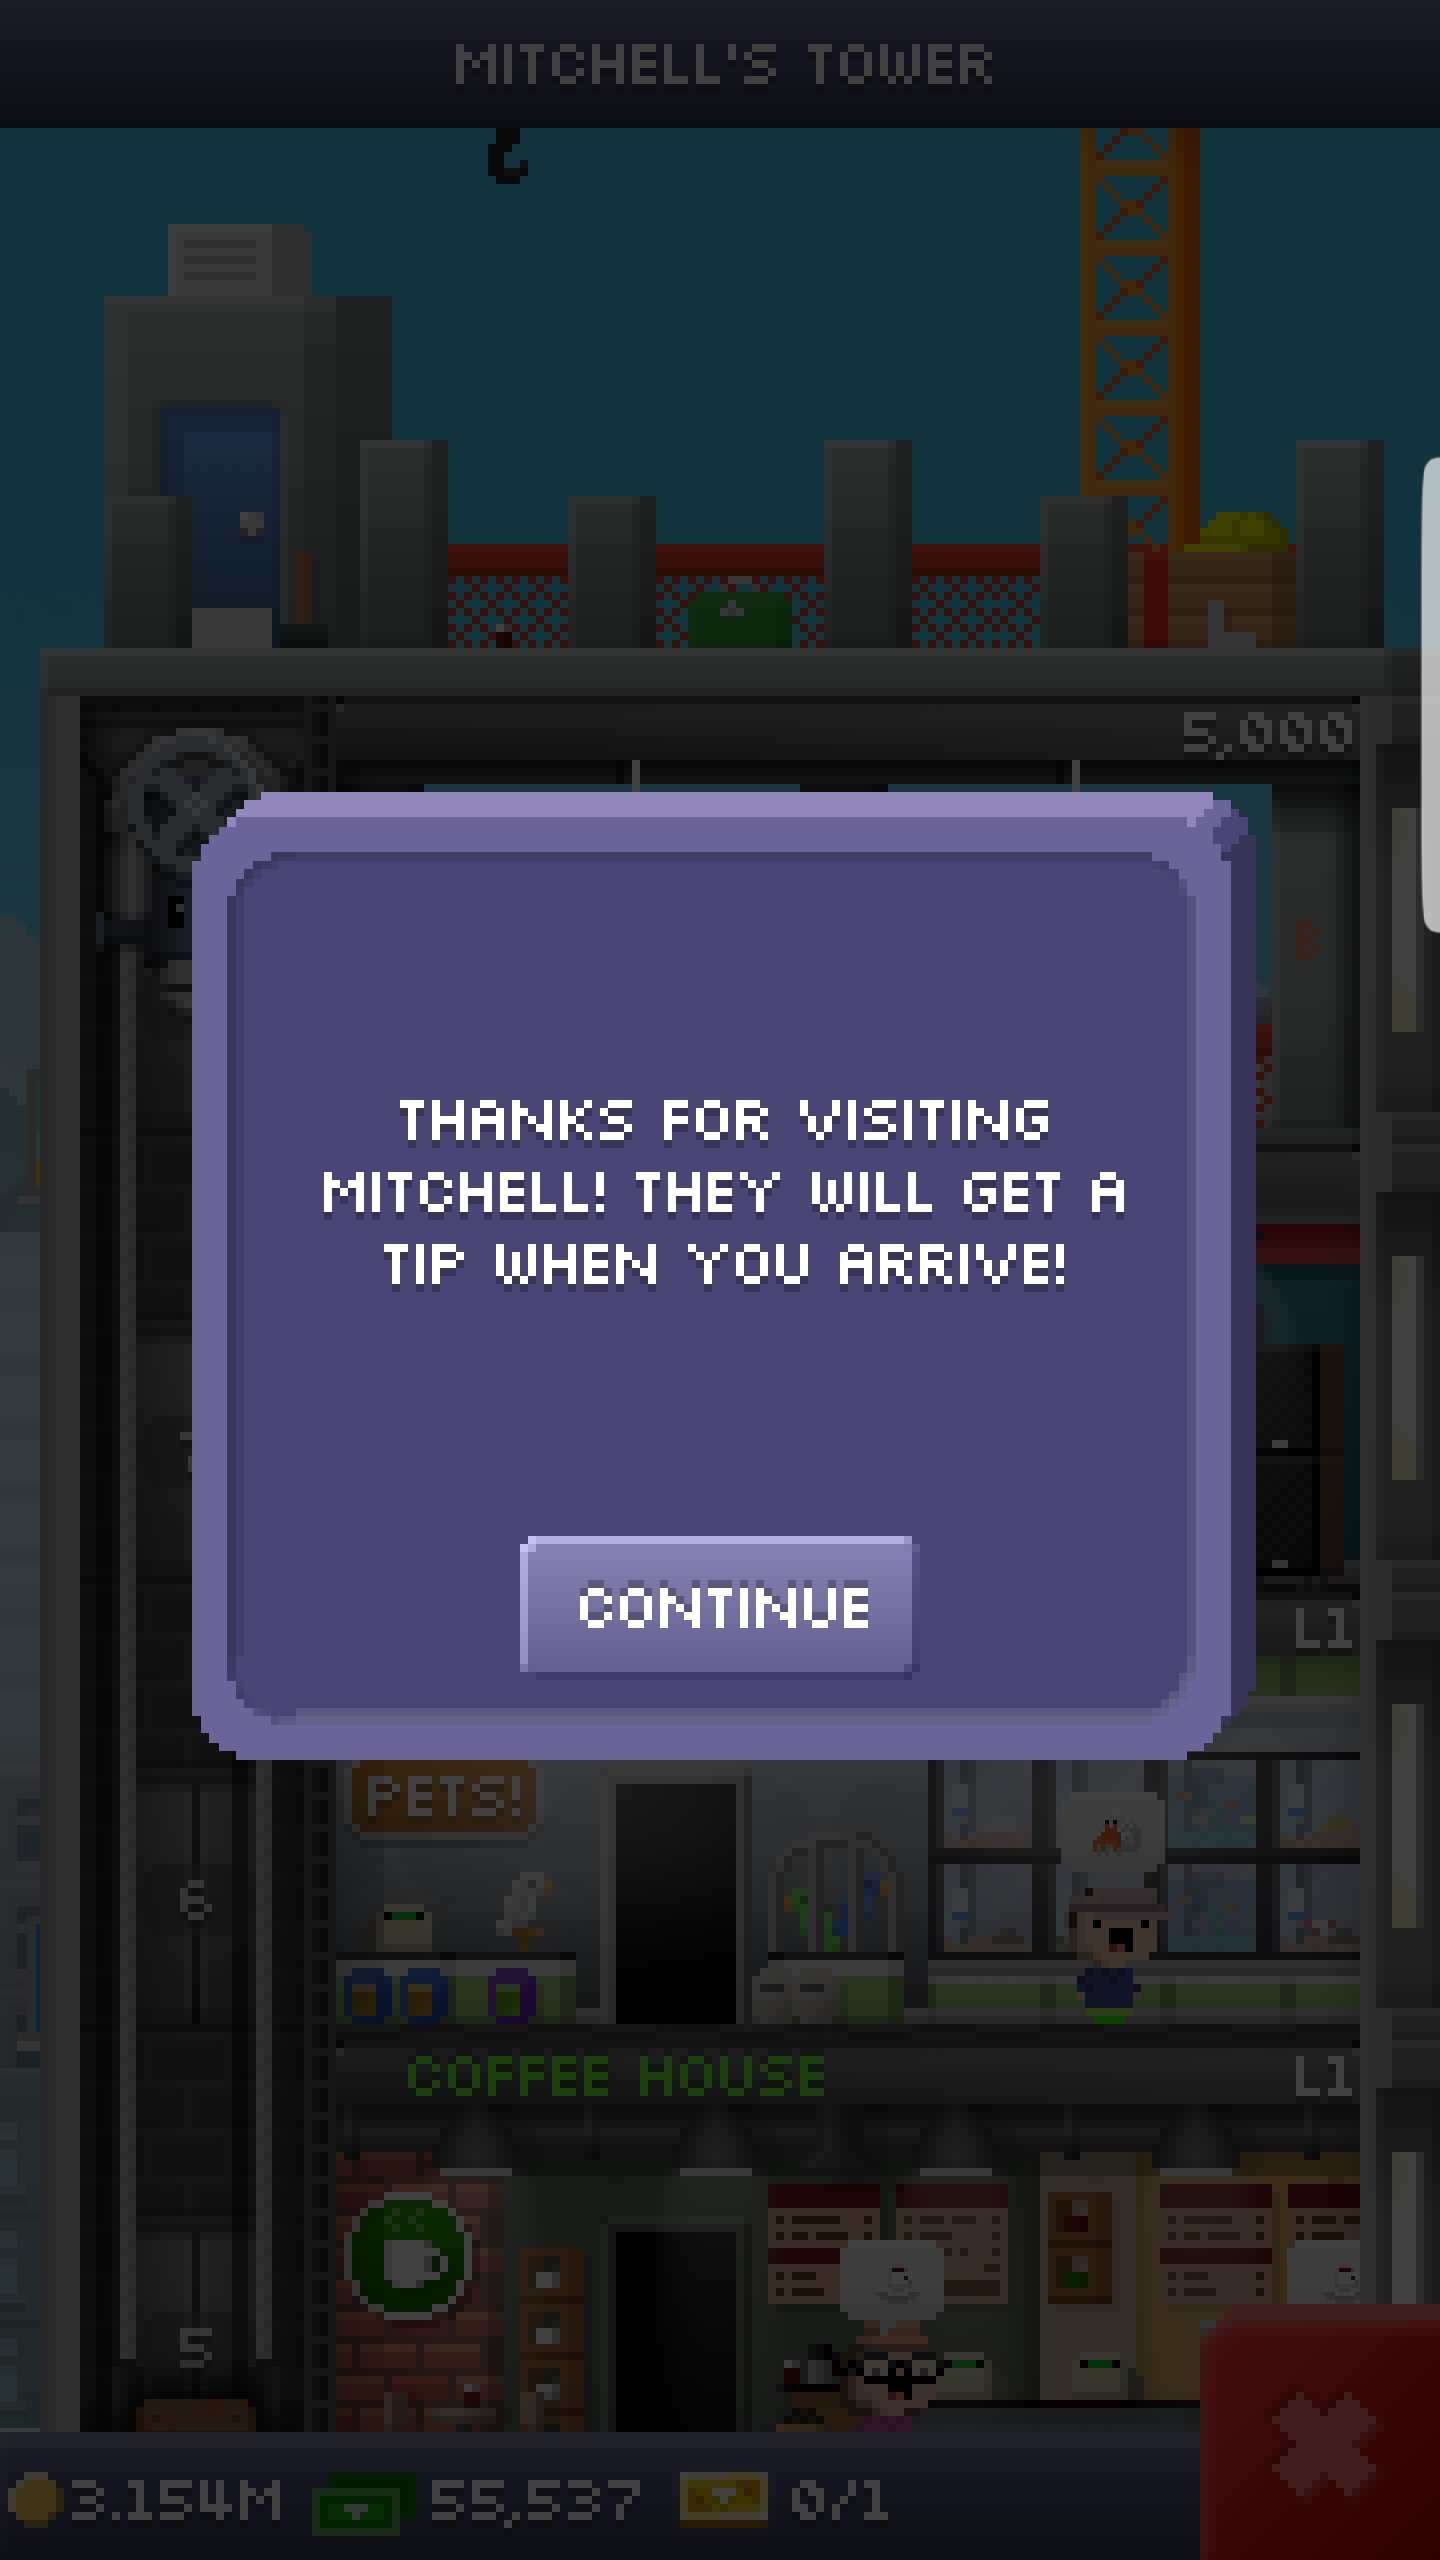 MITCHELL'S TOWER
5,000
B
THANKS FOR VISITING
MITCHELL! THEY WILL GET A
TIP WHEN YOU ARRIVE!
CONTINUE
L1
PETS!
6
COFFEE HOUSE L1
5
3.154M 55,537 0/1